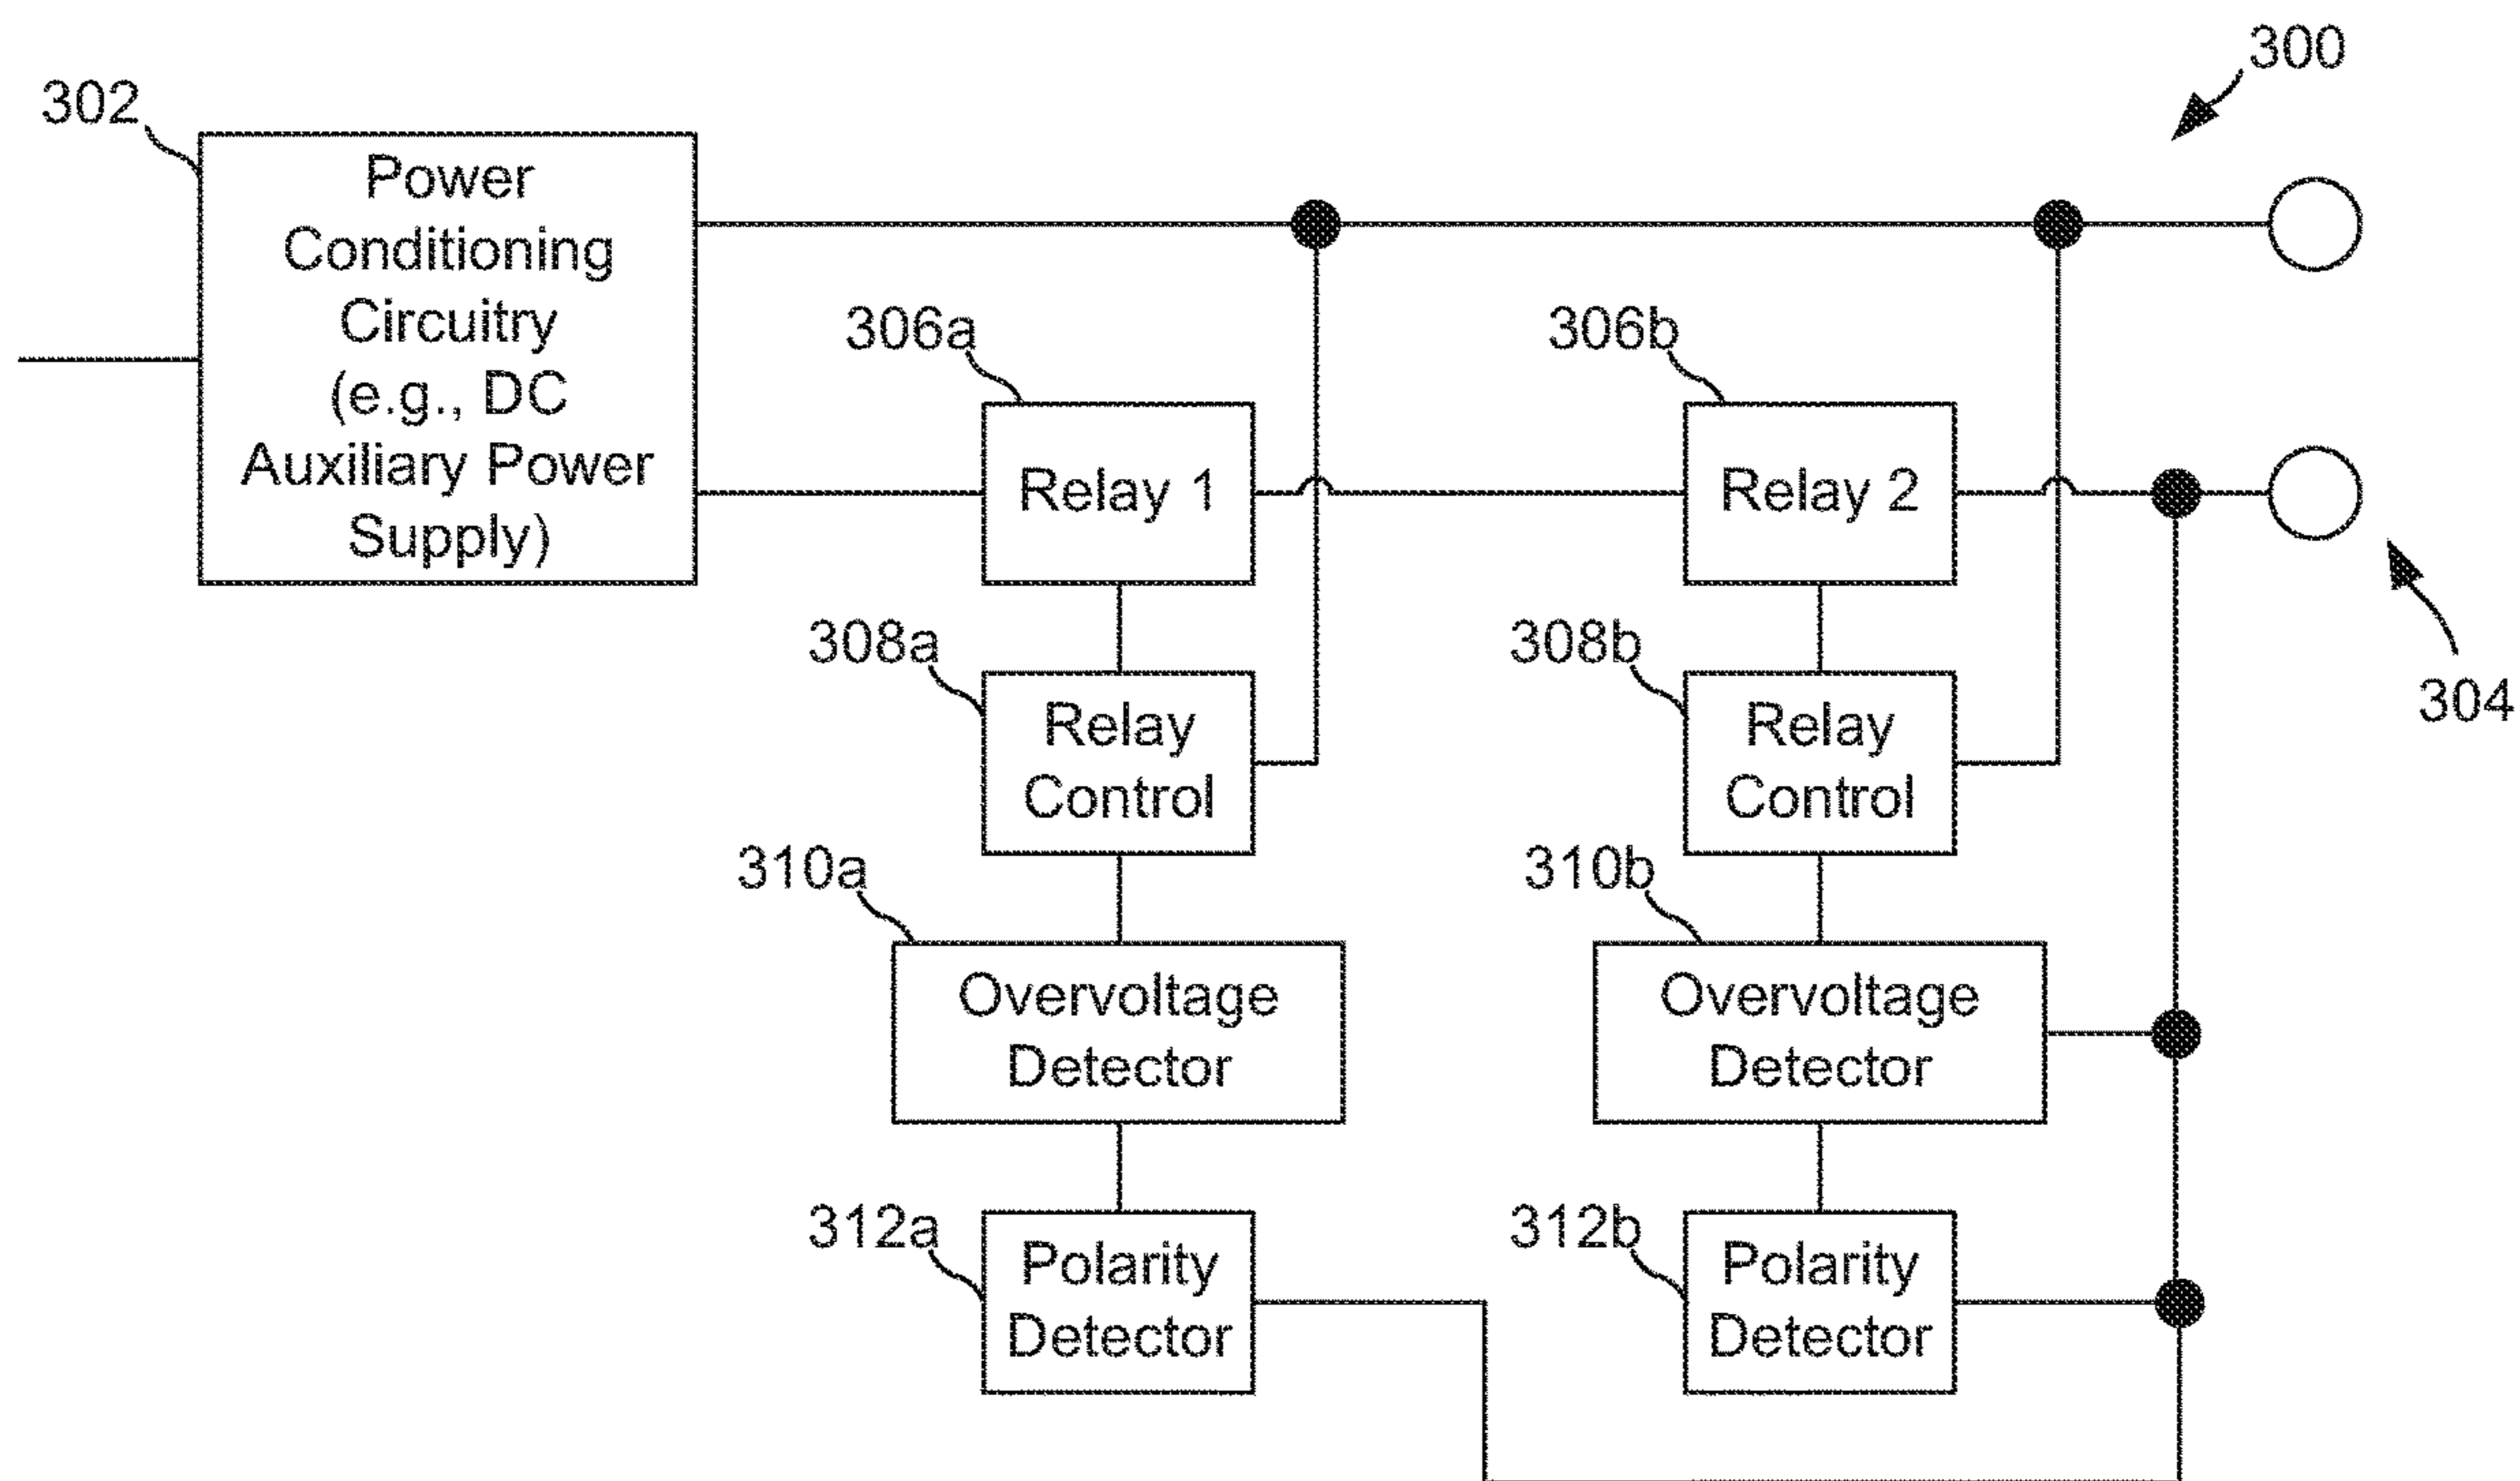 300
302
Power
Conditioning
Circuitry
(e.g., DC
Auxiliary Power
Supply)
306a
306b
Relay 1
Relay 2
304
308a
308b
Relay
Control
Relay
Control
310a
310b
Overvoltage
Detector
Overvoltage
Detector
312a
312b
Polarity
Detector
Polarity
Detector